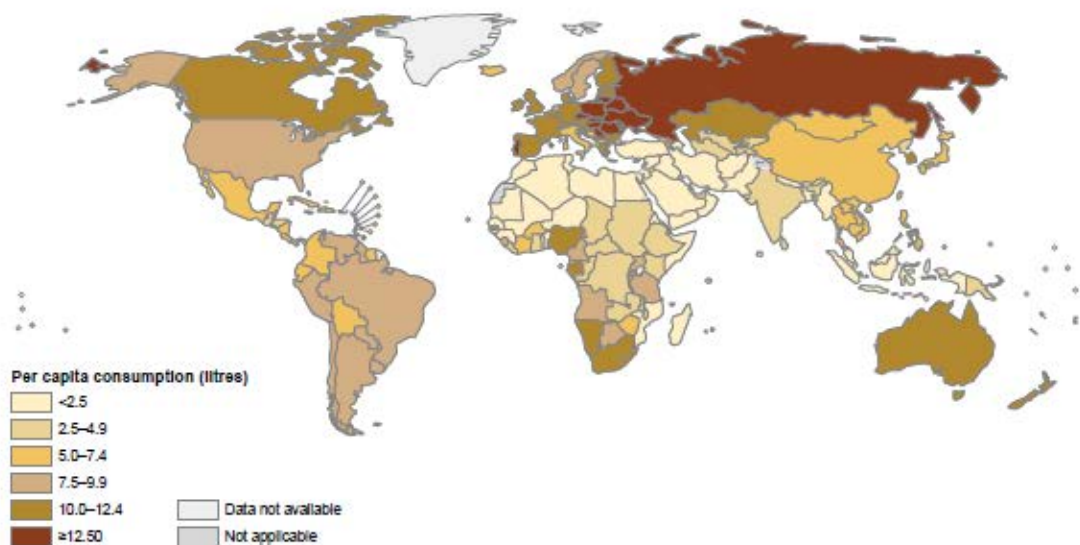 Per capita consumption (litres)
<2.5
2.5–4.9
5.0–7.4
7.5–9.9
10.0–12.4
≥12.50
Data not available
Not applicable